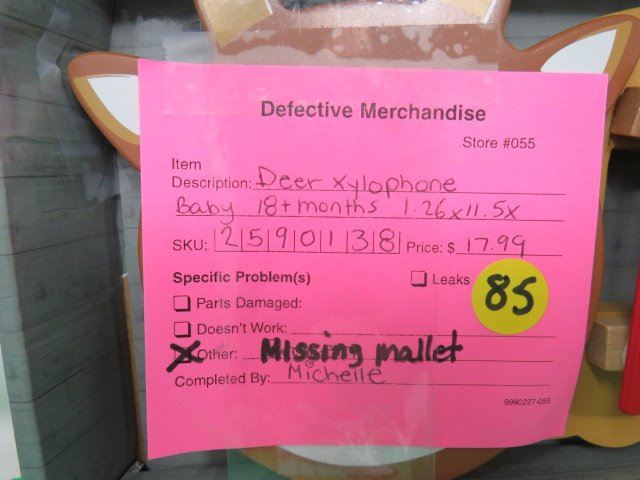 Defective Merchandise
Store #055
Item
Description: Deer Xylophone
Baby 18+ months 1.26x11.5x
SKU: 2590138 Price: $ 17.99
Specific Problem(s) Leaks
85
Parts Damaged:
Doesn't Work:
Other: Missing mallet
Completed By: Michelle
9990227-055